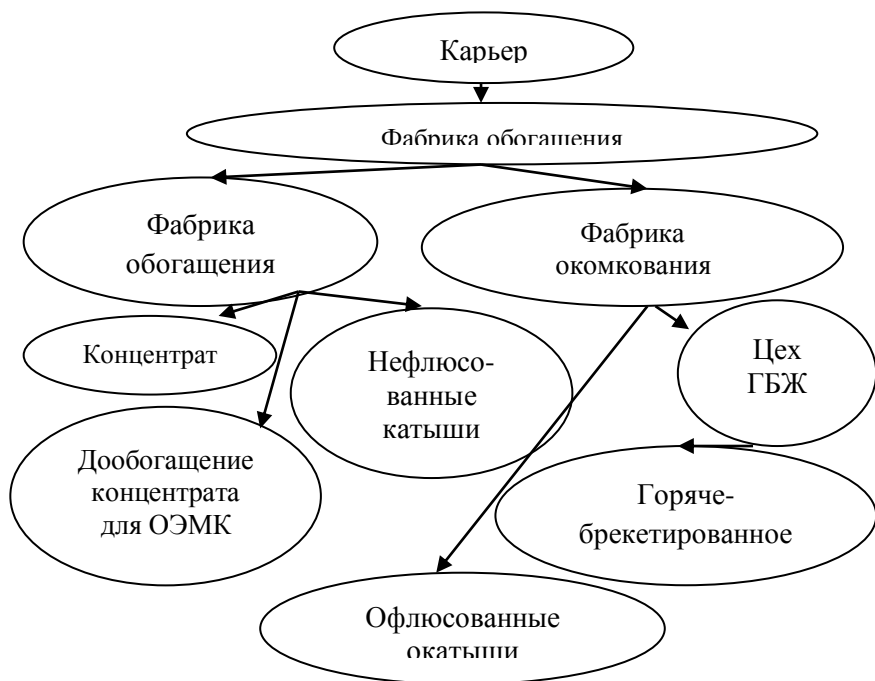 Карьер
Фабрика обогащения
Фабрика
обогащения
Фабрика
окомкования
Концентрат
Нефлюсо-
ванные
катыши
Цех
ГБЖ
Дообогащение
концентрата
для ОЭМК
Горяче-
брекетированное
Офлюсованные
окатыши